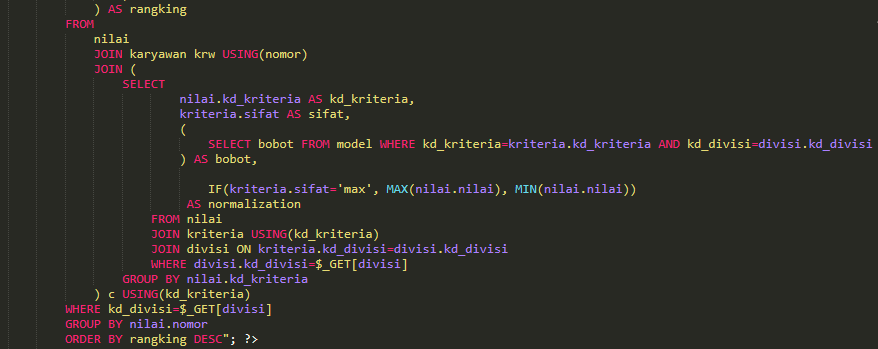 ) AS rangking
FROM
nilai
JOIN karyawan krw USING(nomor)
JOIN (
SELECT
nilai.kd_kriteria AS kd_kriteria,
kriteria.sifat AS sifat,
(
SELECT bobot FROM model WHERE kd_kriteria=kriteria.kd_kriteria AND kd_divisi=divisi.kd_divisi
) AS bobot,
IF(kriteria.sifat='max', MAX(nilai.nilai), MIN(nilai.nilai))
AS normalization
FROM nilai
JOIN kriteria USING(kd_kriteria)
JOIN divisi ON kriteria.kd_divisi=divisi.kd_divisi
WHERE divisi.kd_divisi=$_GET[divisi]
GROUP BY nilai.kd_kriteria
) c USING(kd_kriteria)
WHERE kd_divisi=$_GET[divisi]
GROUP BY nilai.nomor
ORDER BY rangking DESC"; ?>